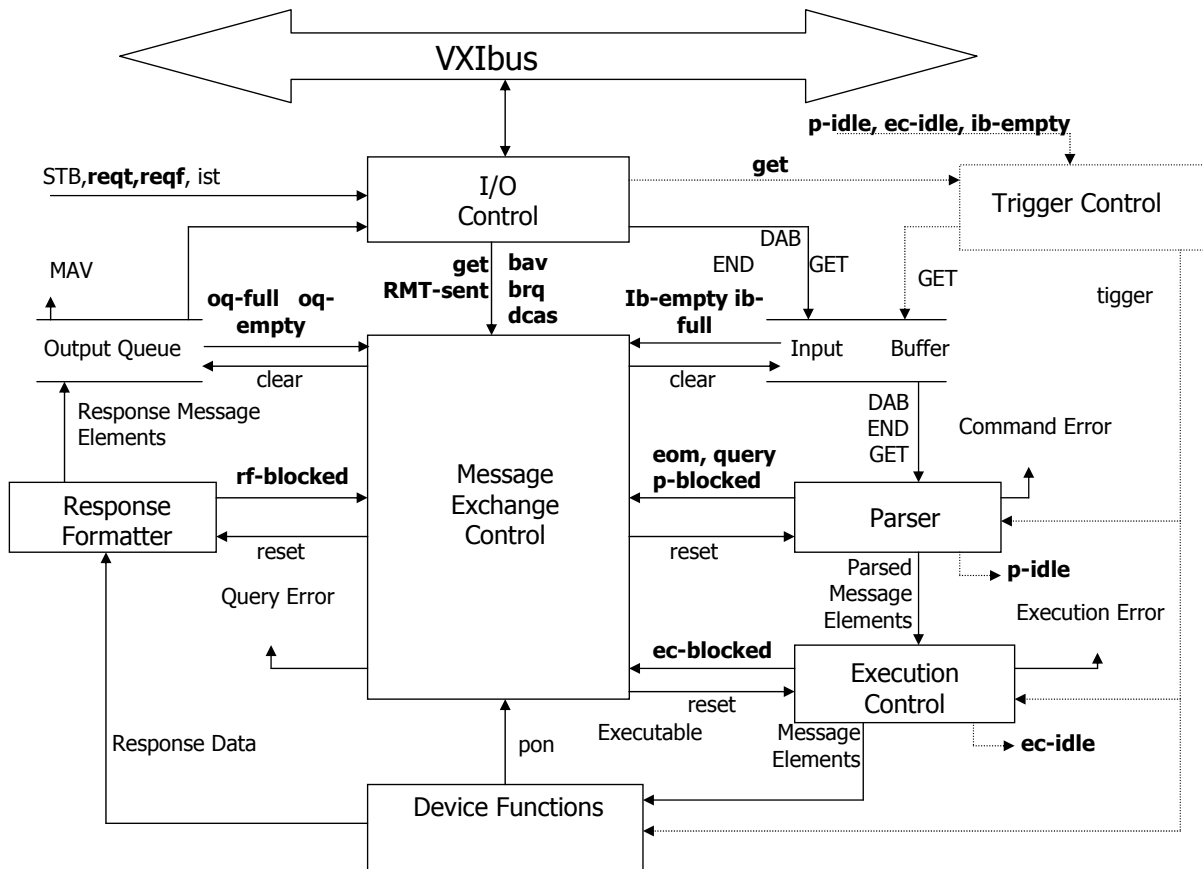 VXIbus
p-idle, ec-idle, ib-empty
STB,reqt,reqf, ist
I/O
Control
get
Trigger Control
MAV
get
RMT-sent
bav
brq
dcas
DAB
END
GET
GET
tigger
oq-full oq-
empty
Ib-empty ib-
full
Output Queue
Input Buffer
clear
clear
Response Message
Elements
DAB
END
GET
Command Error
rf-blocked
Message
Exchange
Control
eom, query
p-blocked
Response
Formatter
Parser
reset
reset
Parsed
Message
Elements
p-idle
Query Error
Execution Error
ec-blocked
Execution
Control
reset
Response Data
pon
Executable
Message
Elements
ec-idle
Device Functions